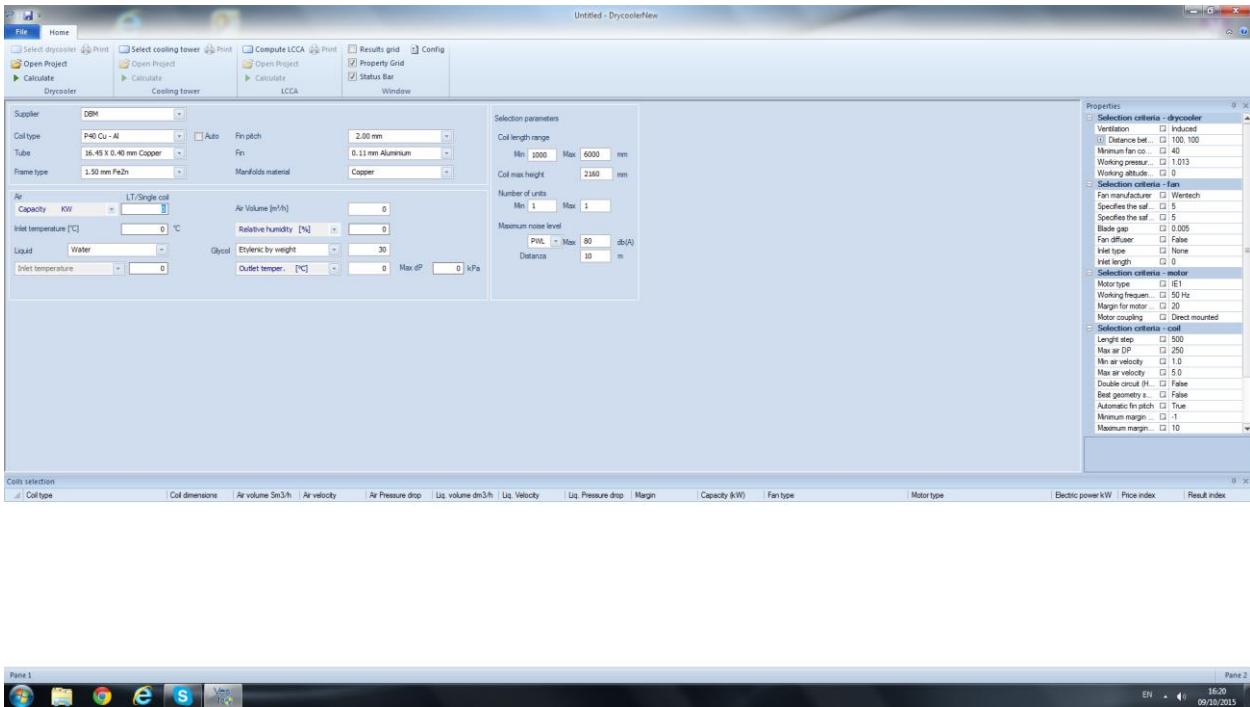 Untitled - DrycoolerNew
File Home
Select drycooler Print Select cooling tower Print Compute LCCA Print Results grid Config
Open Project Open Project Open Project Property Grid
Calculate Calculate Calculate Status Bar
Drycooler Cooling tower LCCA Window
Supplier DBM
Coil type P40 Cu - Al Auto Fin pitch 2.00 mm
Tube 16.45 X 0.40 mm Copper Fin 0.11 mm Aluminium
Frame type 1.50 mm FeZn Manifolds material Copper
Air LT/Single coil
Capacity KW 0 Air Volume [m³/h] 0
Inlet temperature [°C] 0 °C Relative humidity [%] 0
Liquid Water Glycol Etylenic by weight 30
Inlet temperature 0 Outlet temper. [°C] 0 Max dP 0 kPa
Selection parameters
Coil length range
Min 1000 Max 6000 mm
Coil max height 2160 mm
Number of units
Min 1 Max 1
Maximum noise level
PWL Max 80 db(A)
Distanza 10 m
Properties
Selection criteria - drycooler
Ventilation Induced
Distance bet... 100, 100
Minimum fan co... 40
Working pressur... 1.013
Working altitude... 0
Selection criteria - fan
Fan manufacturer Wentech
Specifies the saf... 5
Specifies the saf... 5
Blade gap 0.005
Fan diffuser False
Inlet type None
Inlet length 0
Selection criteria - motor
Motor type IE1
Working frequen... 50 Hz
Margin for motor ... 20
Motor coupling Direct mounted
Selection criteria - coil
Lenght step 500
Max air DP 250
Min air velocity 1.0
Max air velocity 5.0
Double circuit (H... False
Best geometry s... False
Automatic fin pitch True
Minimum margin ... -1
Maximum margin... 10
Coils selection
Coil type Coil dimensions Air volume Sm3/h Air velocity Air Pressure drop Liq. volume dm3/h Liq. Velocity Liq. Pressure drop Margin Capacity (kW) Fan type Motor type Electric power kW Price index Result index
Pane 1 Pane 2
EN 16:20
09/10/2015